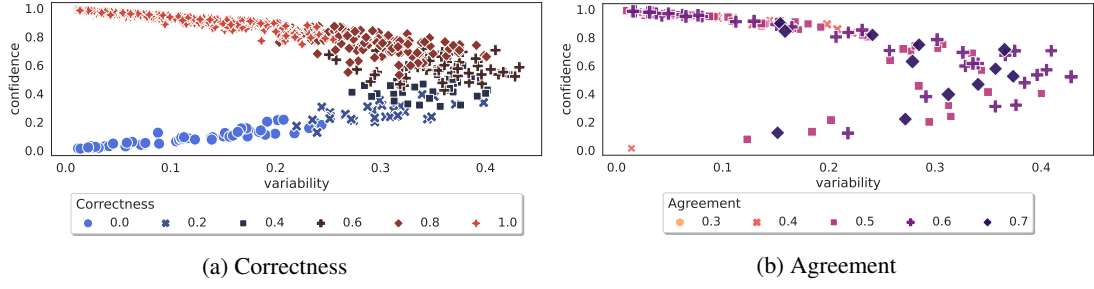 1.0
0.8
0.6
0.4
0.2
0.0
confidence
0.0 0.1 0.2 0.3 0.4
variability
Correctness
0.0 0.2 0.4 0.6 0.8 1.0
(a) Correctness
1.0
0.8
0.6
0.4
0.2
0.0
confidence
0.0 0.1 0.2 0.3 0.4
variability
Agreement
0.3 0.4 0.5 0.6 0.7
(b) Agreement